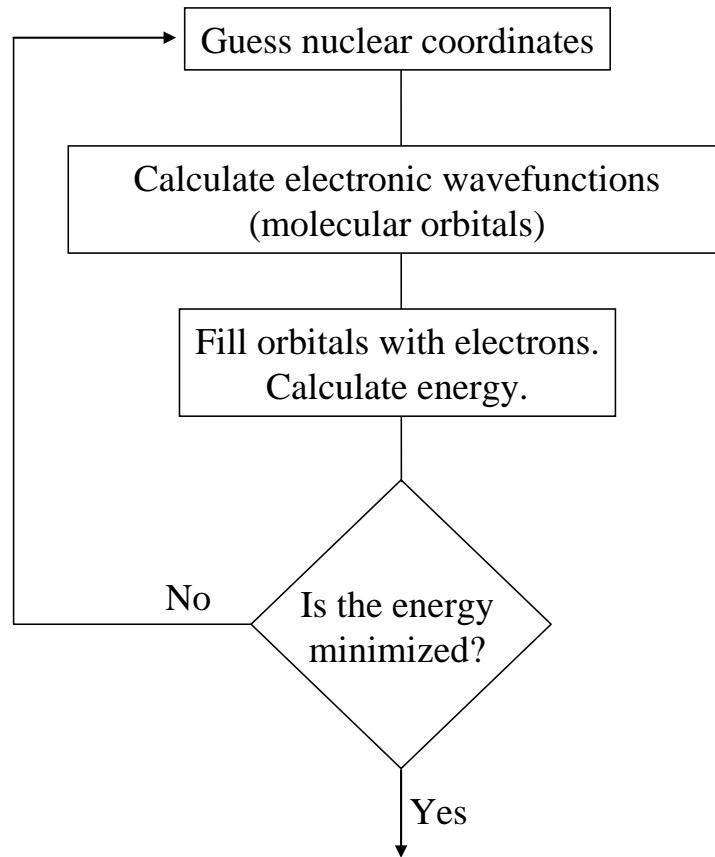 Guess nuclear coordinates
Calculate electronic wavefunctions
(molecular orbitals)
Fill orbitals with electrons.
Calculate energy.
Is the energy
minimized?
No
Yes